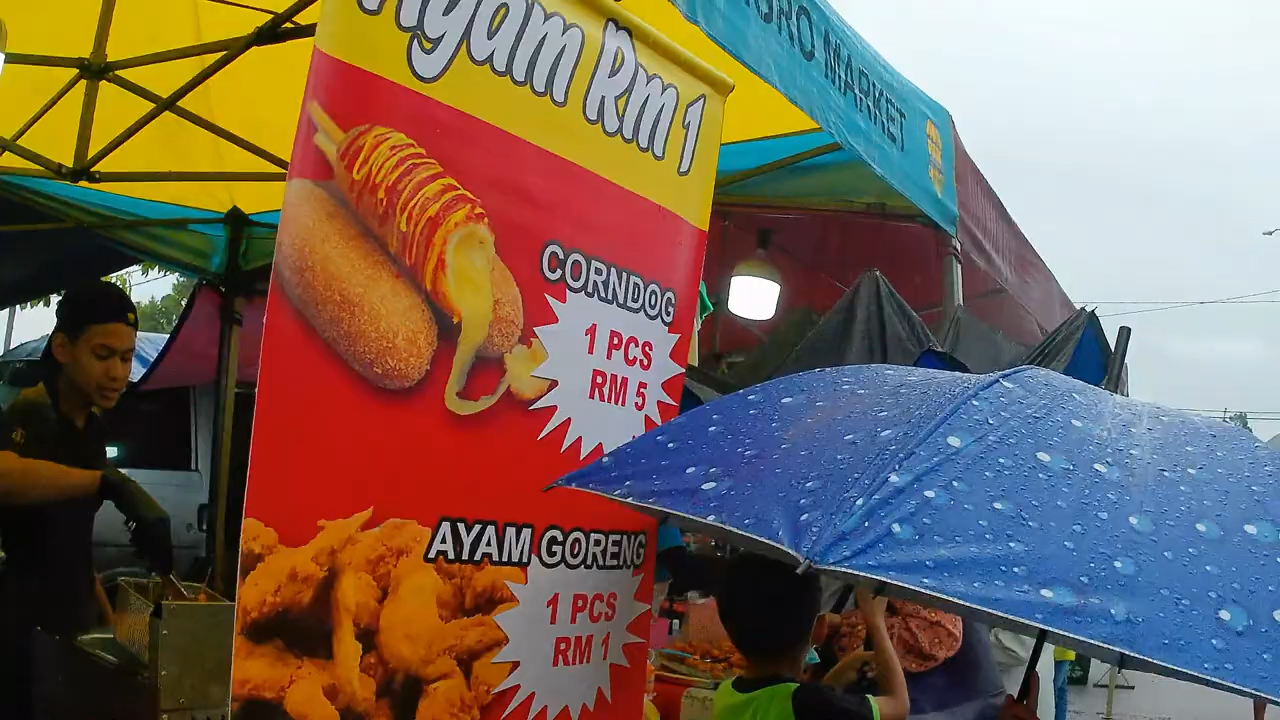 Ayam Rm 1
CORNDOG
1 PCS
RM 5
AYAM GORENG
1 PCS
RM 1
MARKET